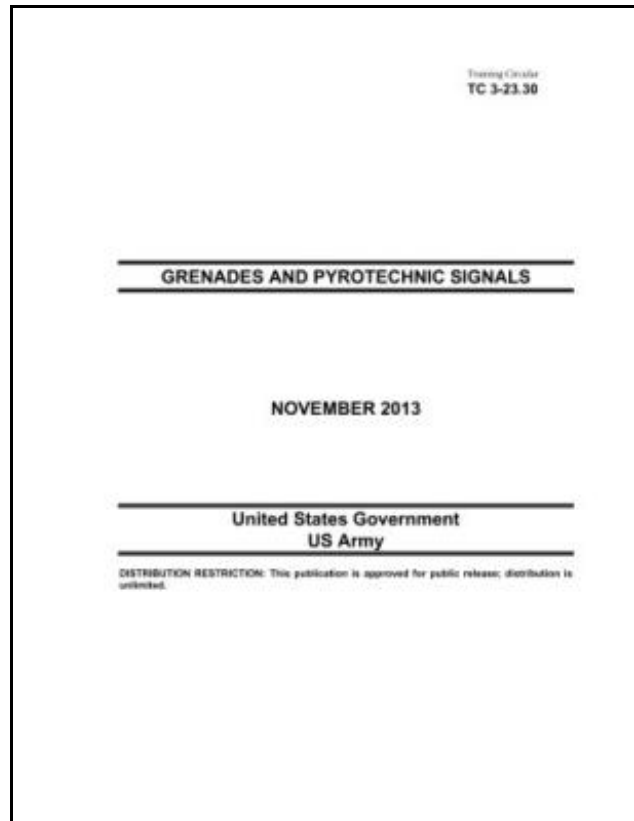 Training Circular
TC 3-23.30
GRENADES AND PYROTECHNIC SIGNALS
NOVEMBER 2013
United States Government
US Army
DISTRIBUTION RESTRICTION: This publication is approved for public release; distribution is
unlimited.